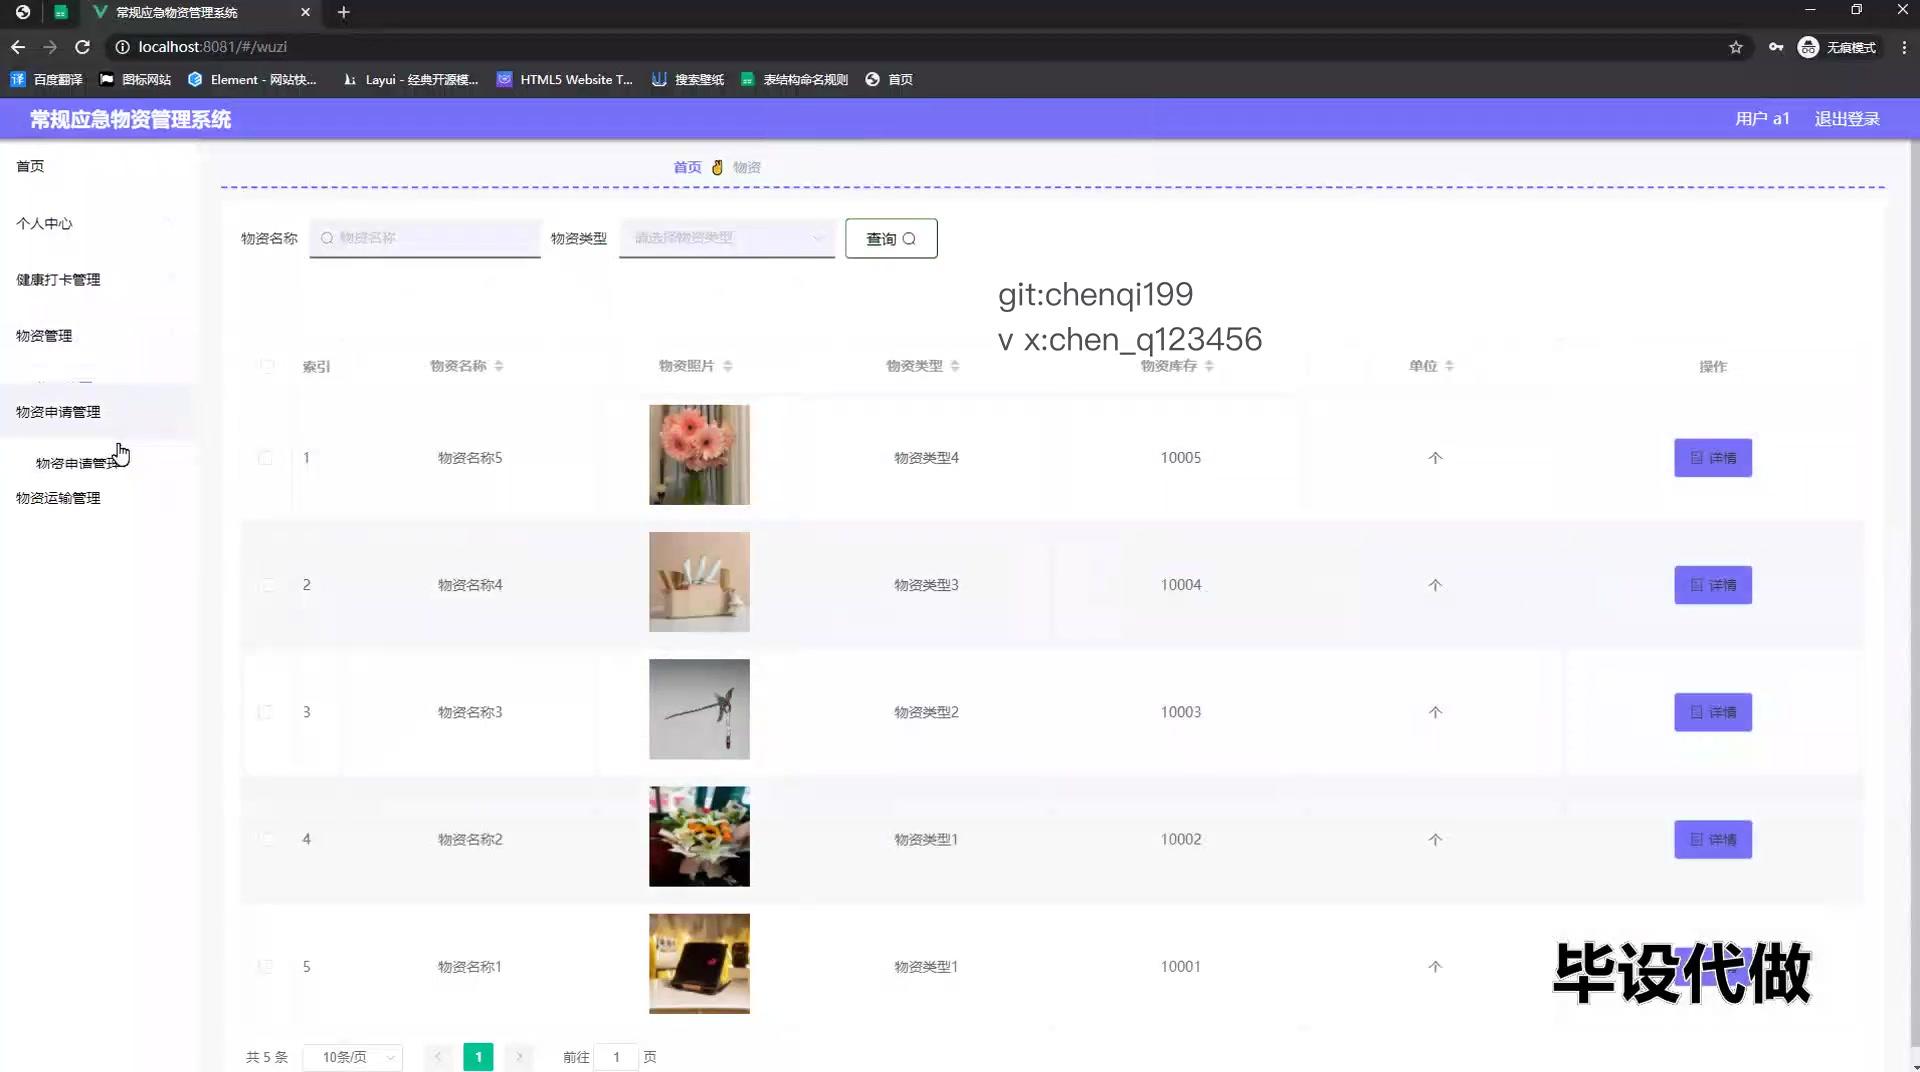 常规应急物资管理系统
localhost:8081/#/wuzi
无痕模式
百度翻译
图标网站
Element - 网站快...
Layui - 经典开源模...
HTML5 Website T...
搜索壁纸
表结构命名规则
首页
常规应急物资管理系统
用户 a1
退出登录
首页
个人中心
健康打卡管理
物资管理
物资申请管理
物资申请管理
物资运输管理
首页 物资
物资名称 物资名称 物资类型 请选择物资类型 查询
git:chenqi199
v x:chen_q123456
索引 物资名称 物资照片 物资类型 物资库存 单位 操作
1 物资名称5 物资类型4 10005 个 详情
2 物资名称4 物资类型3 10004 个 详情
3 物资名称3 物资类型2 10003 个 详情
4 物资名称2 物资类型1 10002 个 详情
5 物资名称1 物资类型1 10001 个
毕设代做
共 5 条 10条/页 1 前往 1 页